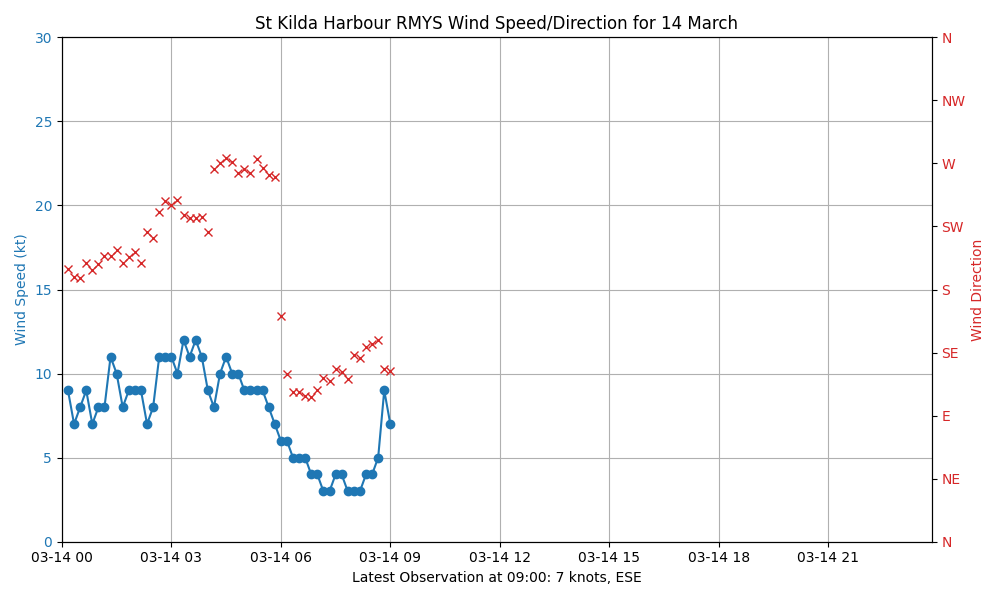 St Kilda Harbour RMYS Wind Speed/Direction for 14 March
30
25
20
15
10
5
0
Wind Speed (kt)
N
NW
W
SW
S
SE
E
NE
N
Wind Direction
03-14 00
03-14 03
03-14 06
03-14 09
03-14 12
03-14 15
03-14 18
03-14 21
Latest Observation at 09:00: 7 knots, ESE